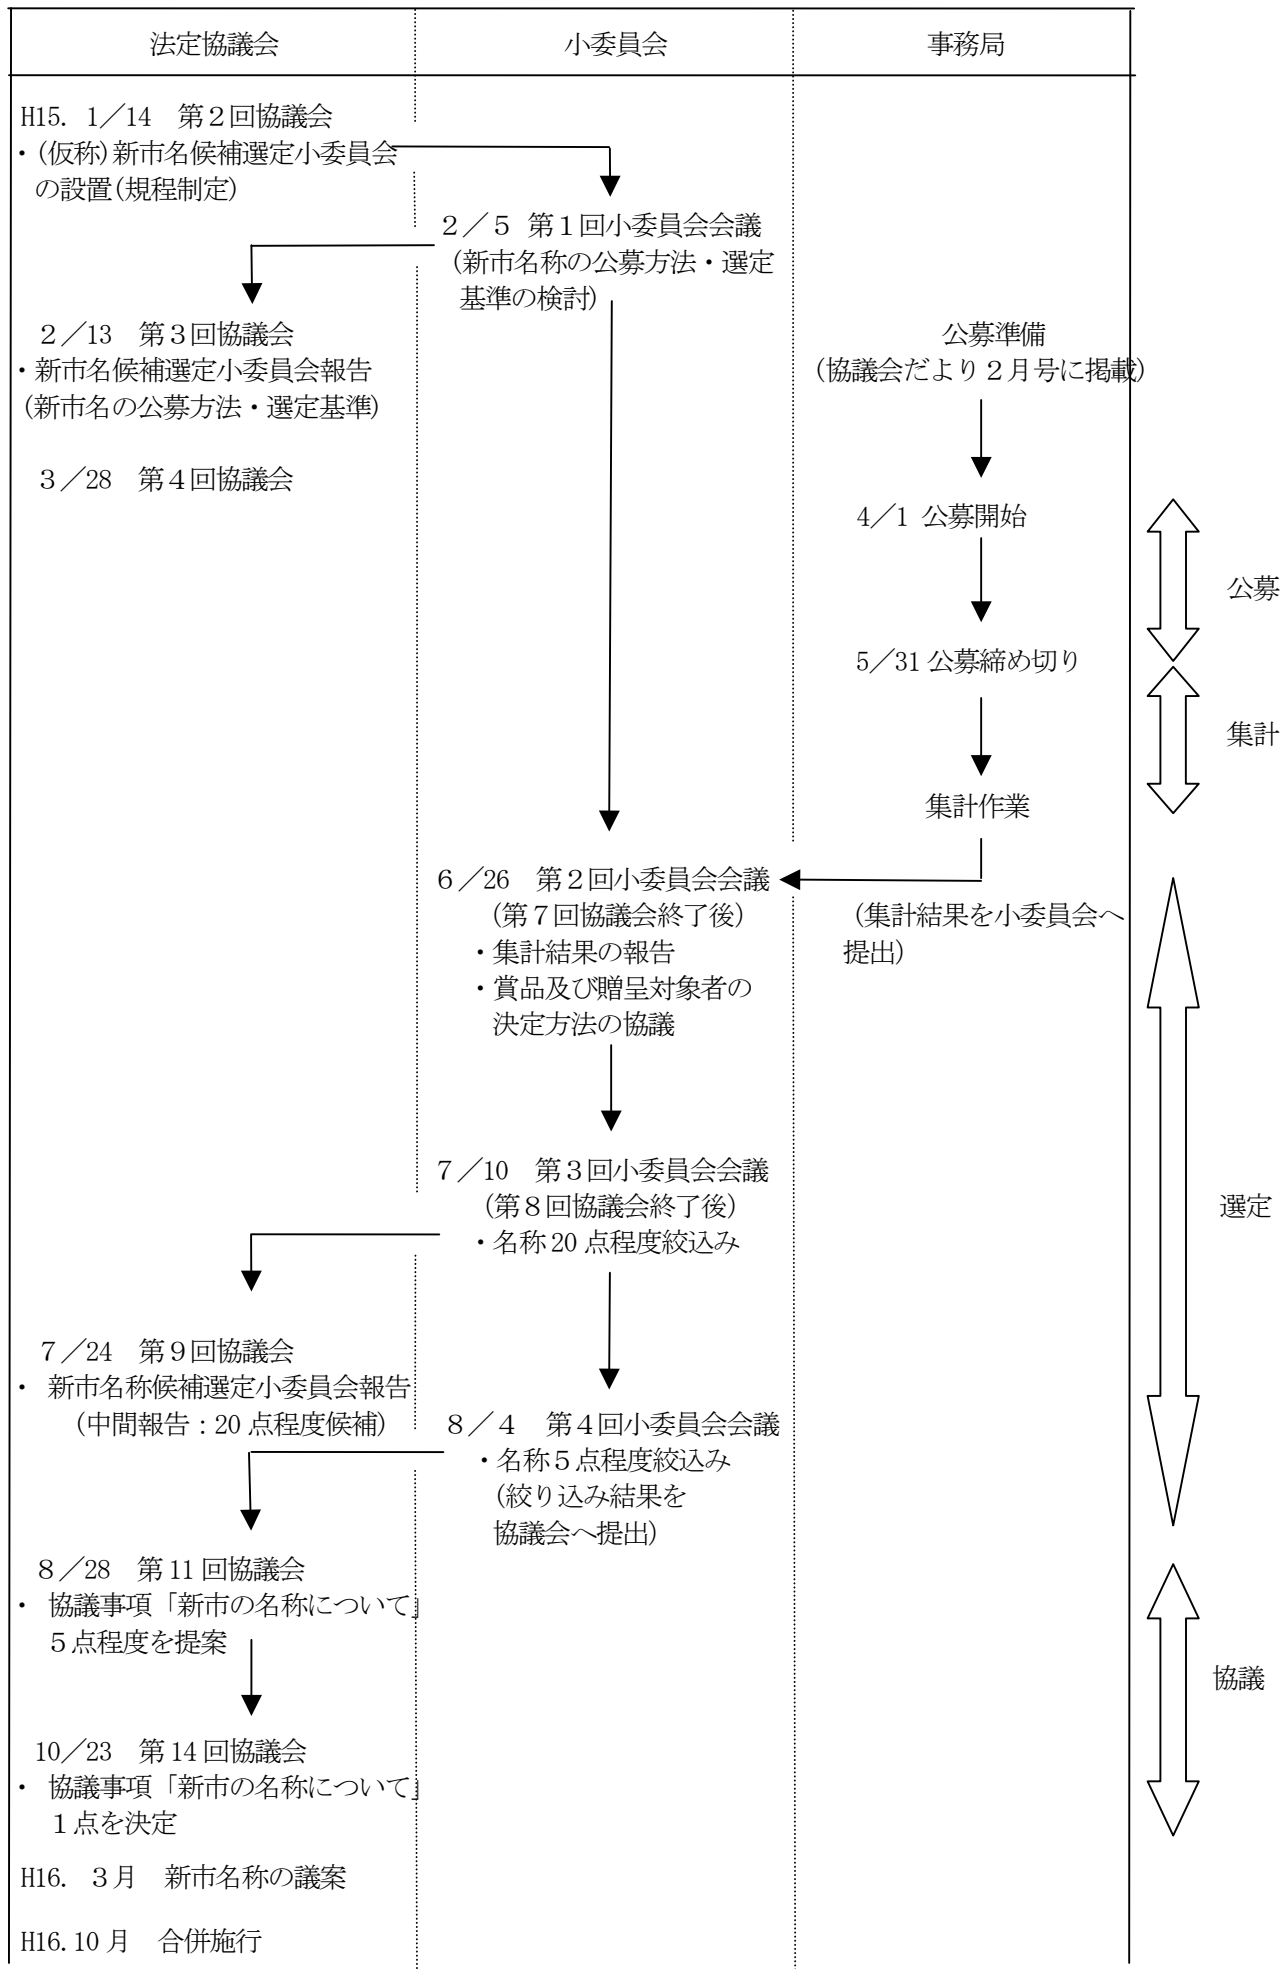 法定協議会
小委員会
事務局
H15. 1／14　第２回協議会
・(仮称)新市名候補選定小委員会
の設置(規程制定)
２／５ 第１回小委員会会議
(新市名称の公募方法・選定
基準の検討)
２／13　第３回協議会
・新市名候補選定小委員会報告
(新市名の公募方法・選定基準)
公募準備
(協議会だより２月号に掲載)
３／28　第４回協議会
4／1 公募開始
公募
5／31 公募締め切り
集計
集計作業
６／26　第２回小委員会会議
(第７回協議会終了後)
・集計結果の報告
・賞品及び贈呈対象者の
決定方法の協議
(集計結果を小委員会へ
提出)
７／10　第３回小委員会会議
(第８回協議会終了後)
・名称 20 点程度絞込み
選定
７／24　第９回協議会
・ 新市名称候補選定小委員会報告
(中間報告：20 点程度候補)
８／４　第４回小委員会会議
・名称５点程度絞込み
(絞り込み結果を
協議会へ提出)
８／28　第 11 回協議会
・ 協議事項「新市の名称について」
５点程度を提案
協議
10／23　第 14 回協議会
・ 協議事項「新市の名称について」
１点を決定
H16. ３月　新市名称の議案
H16.10 月　合併施行